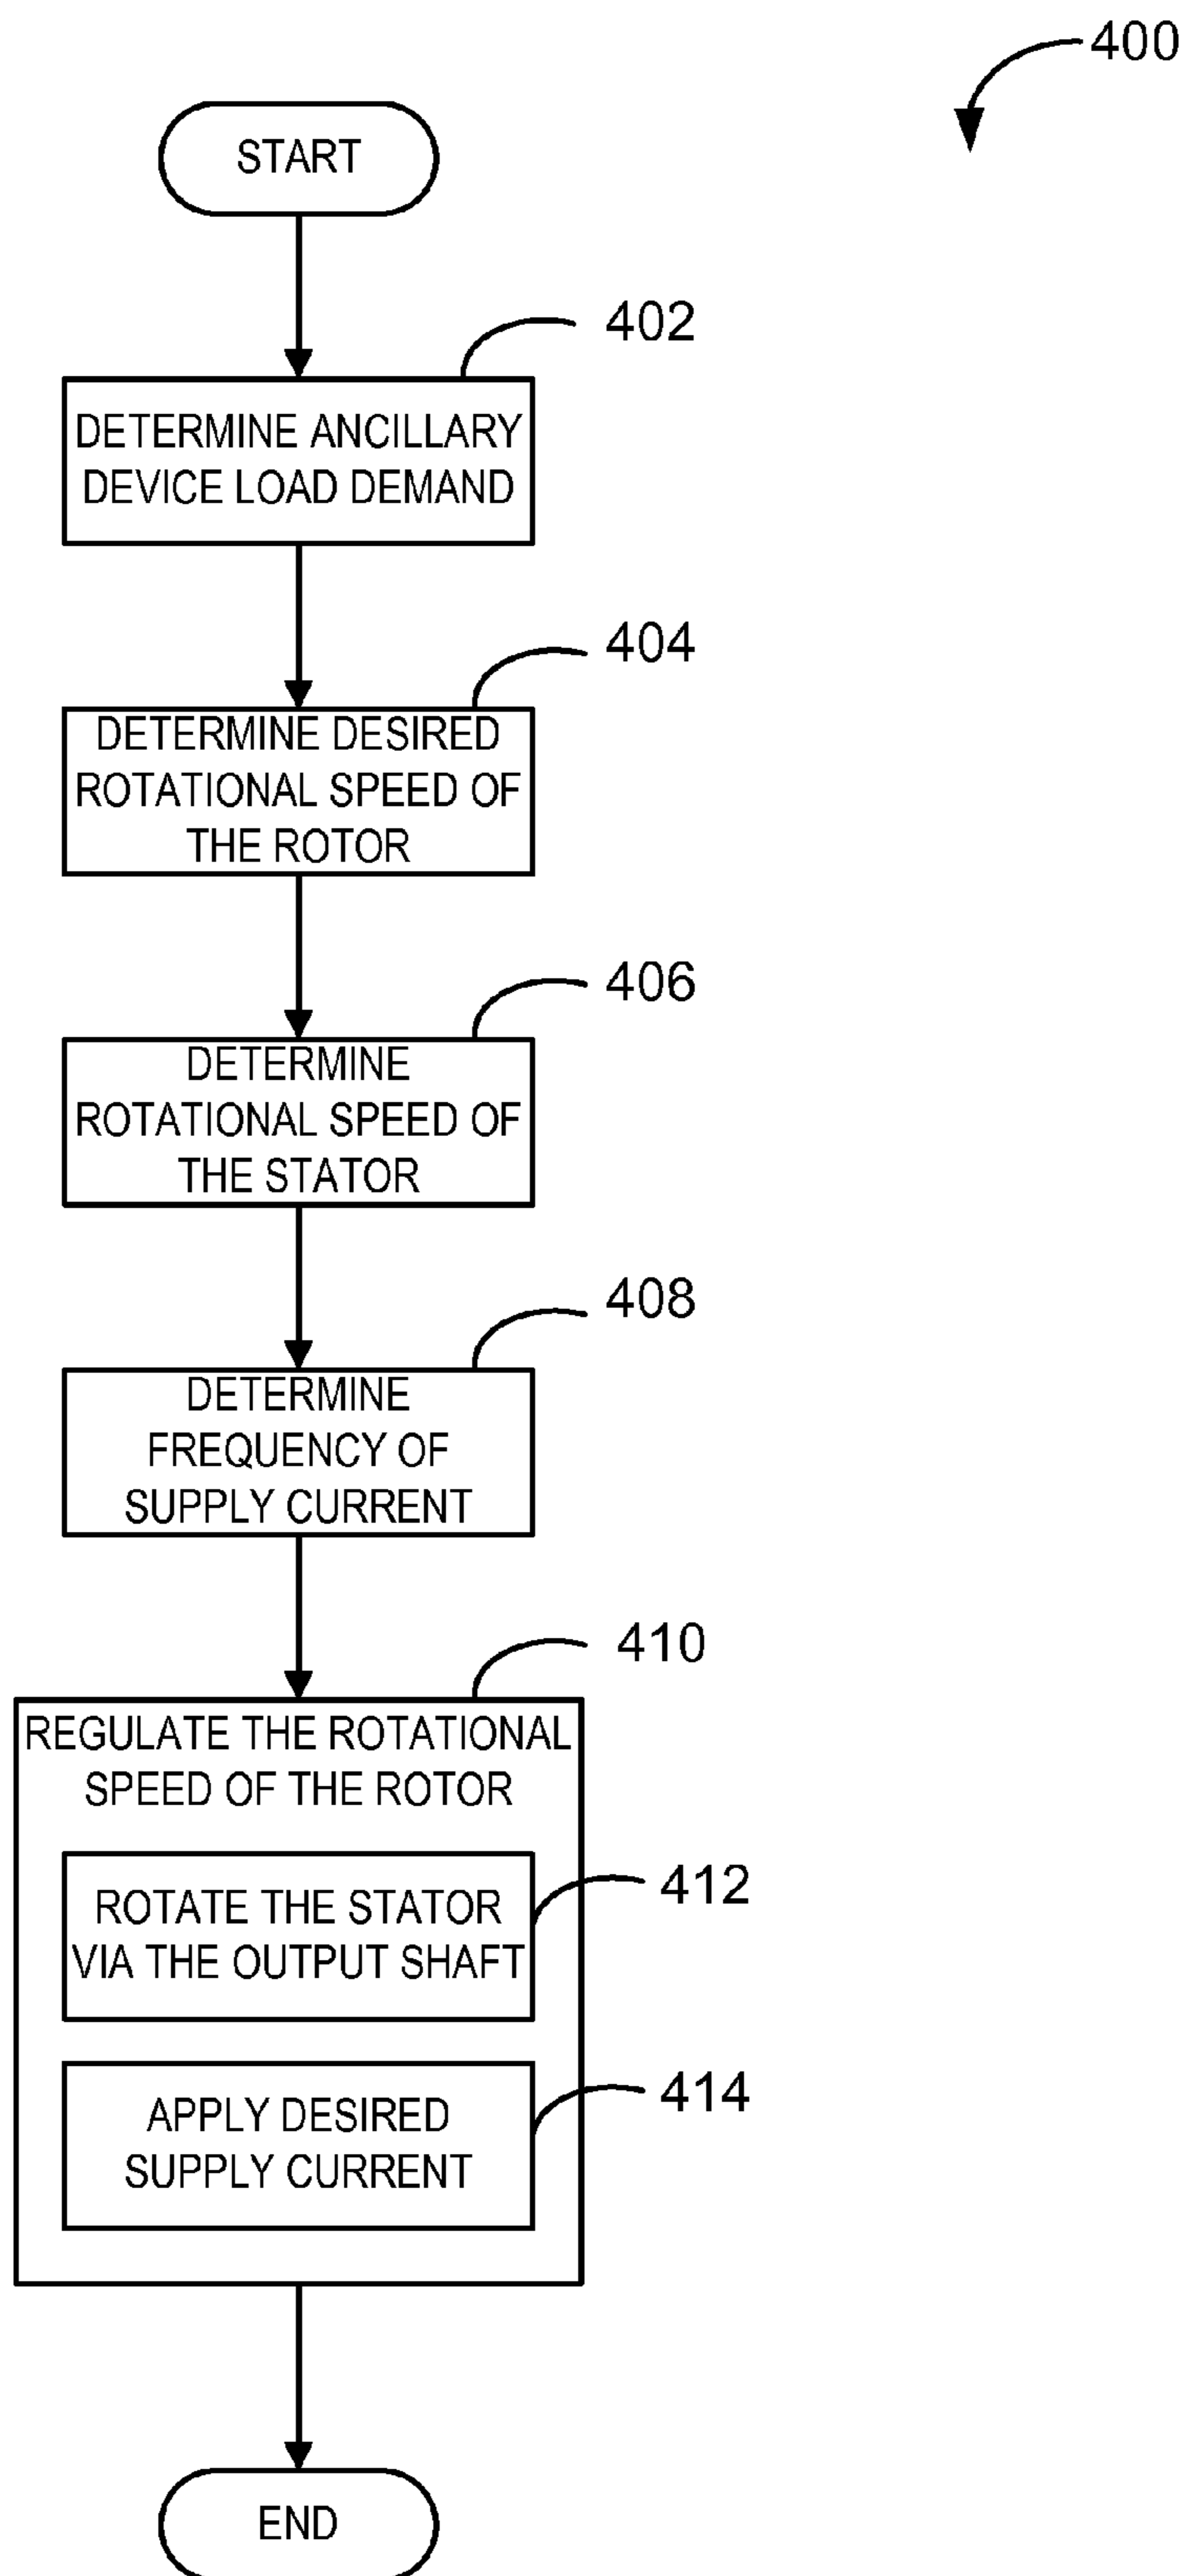 400
START
402
DETERMINE ANCILLARY
DEVICE LOAD DEMAND
404
DETERMINE DESIRED
ROTATIONAL SPEED OF
THE ROTOR
406
DETERMINE
ROTATIONAL SPEED OF
THE STATOR
408
DETERMINE
FREQUENCY OF
SUPPLY CURRENT
410
REGULATE THE ROTATIONAL
SPEED OF THE ROTOR
412
ROTATE THE STATOR
VIA THE OUTPUT SHAFT
414
APPLY DESIRED
SUPPLY CURRENT
END